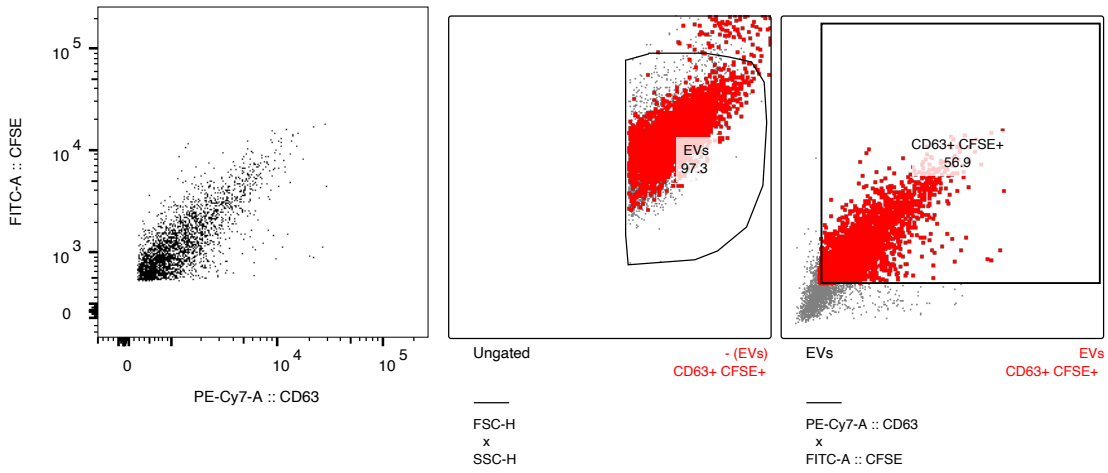 10^5
10^4
10^3
0
FITC-A :: CFSE
0
10^4
10^5
PE-Cy7-A :: CD63
EVs
97.3
Ungated
- (EVs)
CD63+ CFSE+
FSC-H
x
SSC-H
CD63+ CFSE+
56.9
EVs
EVs
CD63+ CFSE+
PE-Cy7-A :: CD63
x
FITC-A :: CFSE